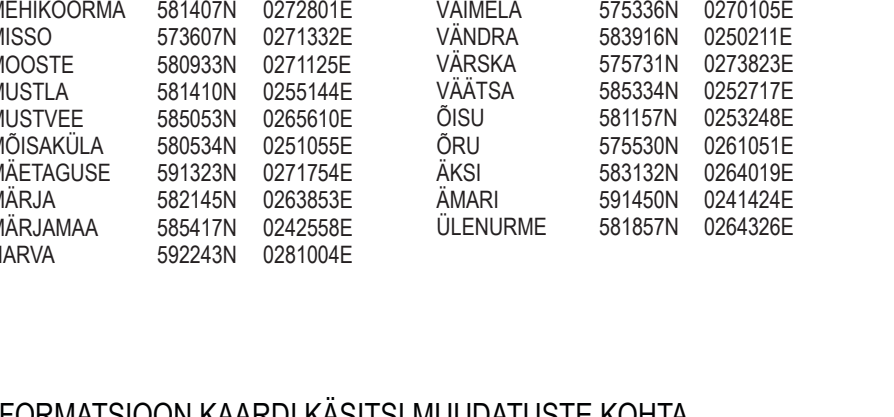 MEHIKOORMA 581407N 0272801E
MISSO 573607N 0271332E
MOOSTE 580933N 0271125E
MUSTLA 581410N 0255144E
MUSTVEE 585053N 0265610E
MÕISAKÜLA 580534N 0251055E
MÄETAGUSE 591323N 0271754E
MÄRJA 582145N 0263853E
MÄRJAMAA 585417N 0242558E
NARVA 592243N 0281004E
VAIMELA 575336N 0270105E
VÄNDRA 583916N 0250211E
VÄRSKA 575731N 0273823E
VÄÄTSA 585334N 0252717E
ÕISU 581157N 0253248E
ÕRU 575530N 0261051E
ÄKSI 583132N 0264019E
ÄMARI 591450N 0241424E
ÜLENURME 581857N 0264326E
FORMATSIOON KAARDI KÄSITSI MUUDATUSTE KOHTA